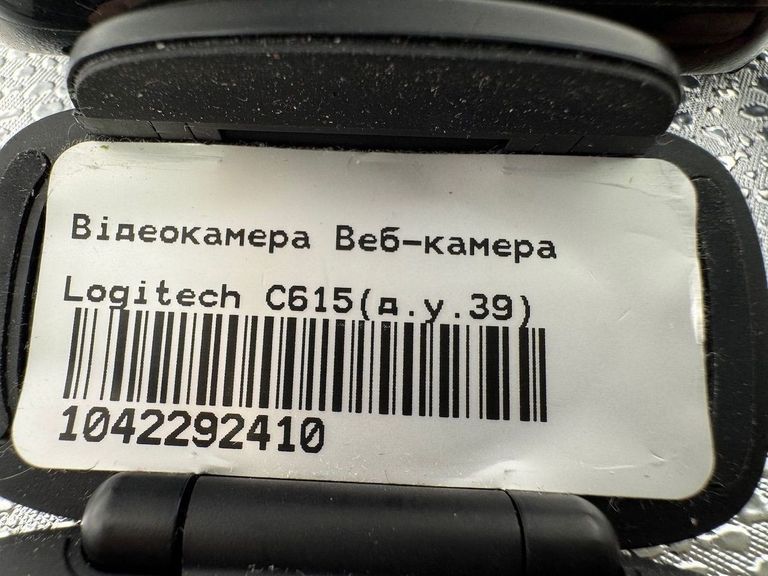 Відеокамера Веб-камера
Logitech C615(д.у.39)
1042292410